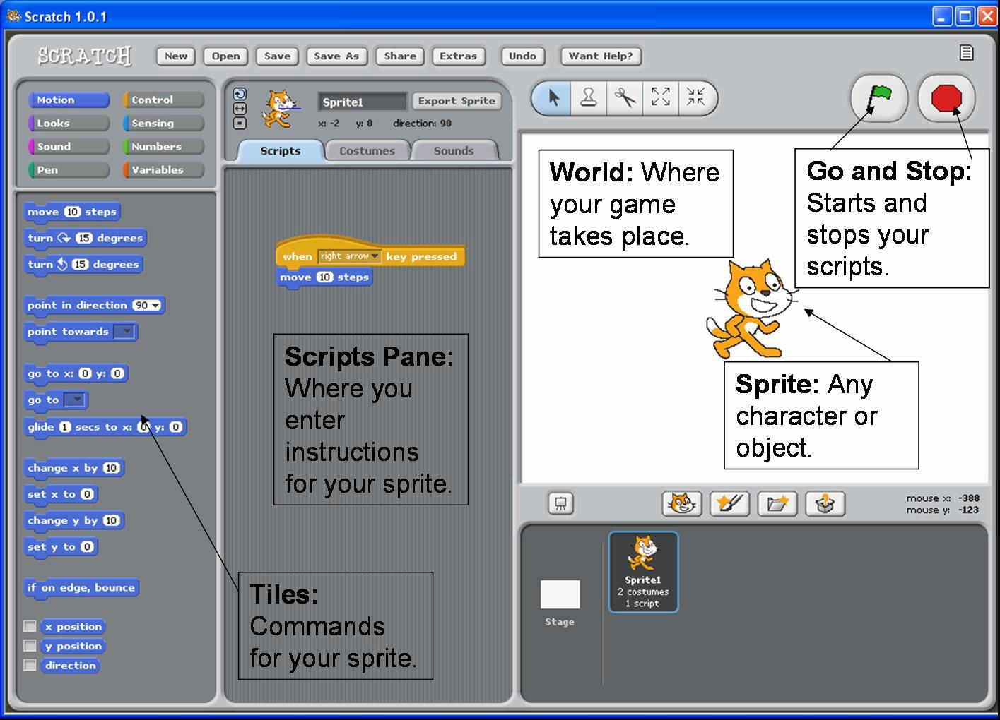 Scratch 1.0.1
SCRATCH
New Open Save Save As Share Extras Undo Want Help?
Motion Control
Looks Sensing
Sound Numbers
Pen Variables
move 10 steps
turn 15 degrees
turn 15 degrees
point in direction 90
point towards
go to x: 0 y: 0
go to
glide 1 secs to x: 0 y: 0
change x by 10
set x to 0
change y by 10
set y to 0
if on edge, bounce
x position
y position
direction
Sprite1 Export Sprite
x: -2 y: 0 direction: 90
Scripts Costumes Sounds
when right arrow key pressed
move 10 steps
Scripts Pane:
Where you
enter
instructions
for your sprite.
Tiles:
Commands
for your sprite.
World: Where
your game
takes place.
Go and Stop:
Starts and
stops your
scripts.
Sprite: Any
character or
object.
mouse x: -388
mouse y: -123
Sprite1
2 costumes
1 script
Stage